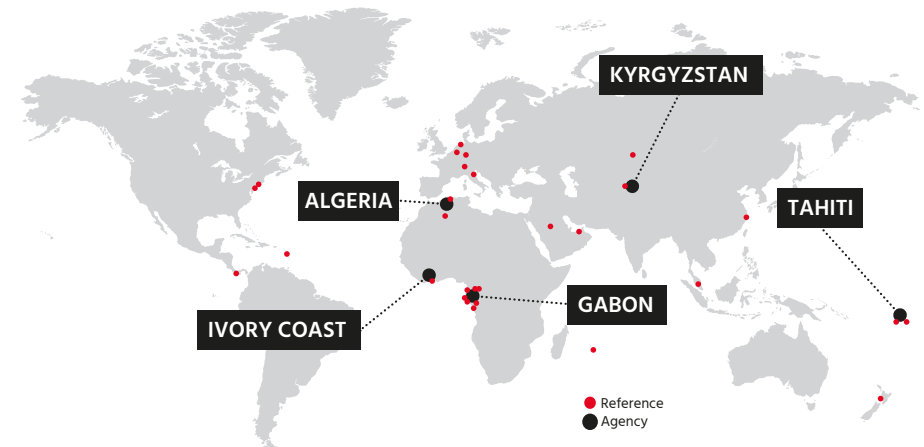 KYRGYZSTAN
ALGERIA
TAHITI
GABON
IVORY COAST
Reference
Agency